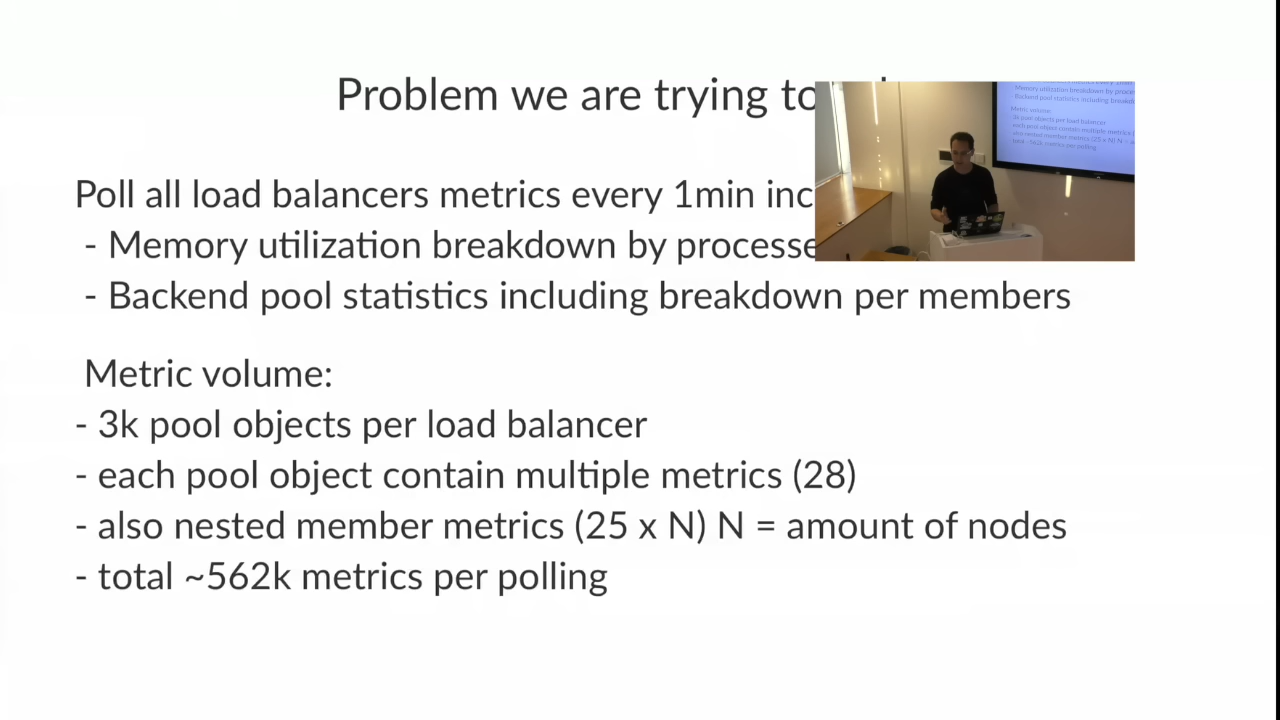 Problem we are trying to
Poll all load balancers metrics every 1min
- Memory utilization breakdown by
- Backend pool statistics including breakdown per members
Metric volume:
- 3k pool objects per load balancer
- each pool object contain multiple metrics (28)
- also nested member metrics (25 x N) N = amount of nodes
- total ~562k metrics per polling